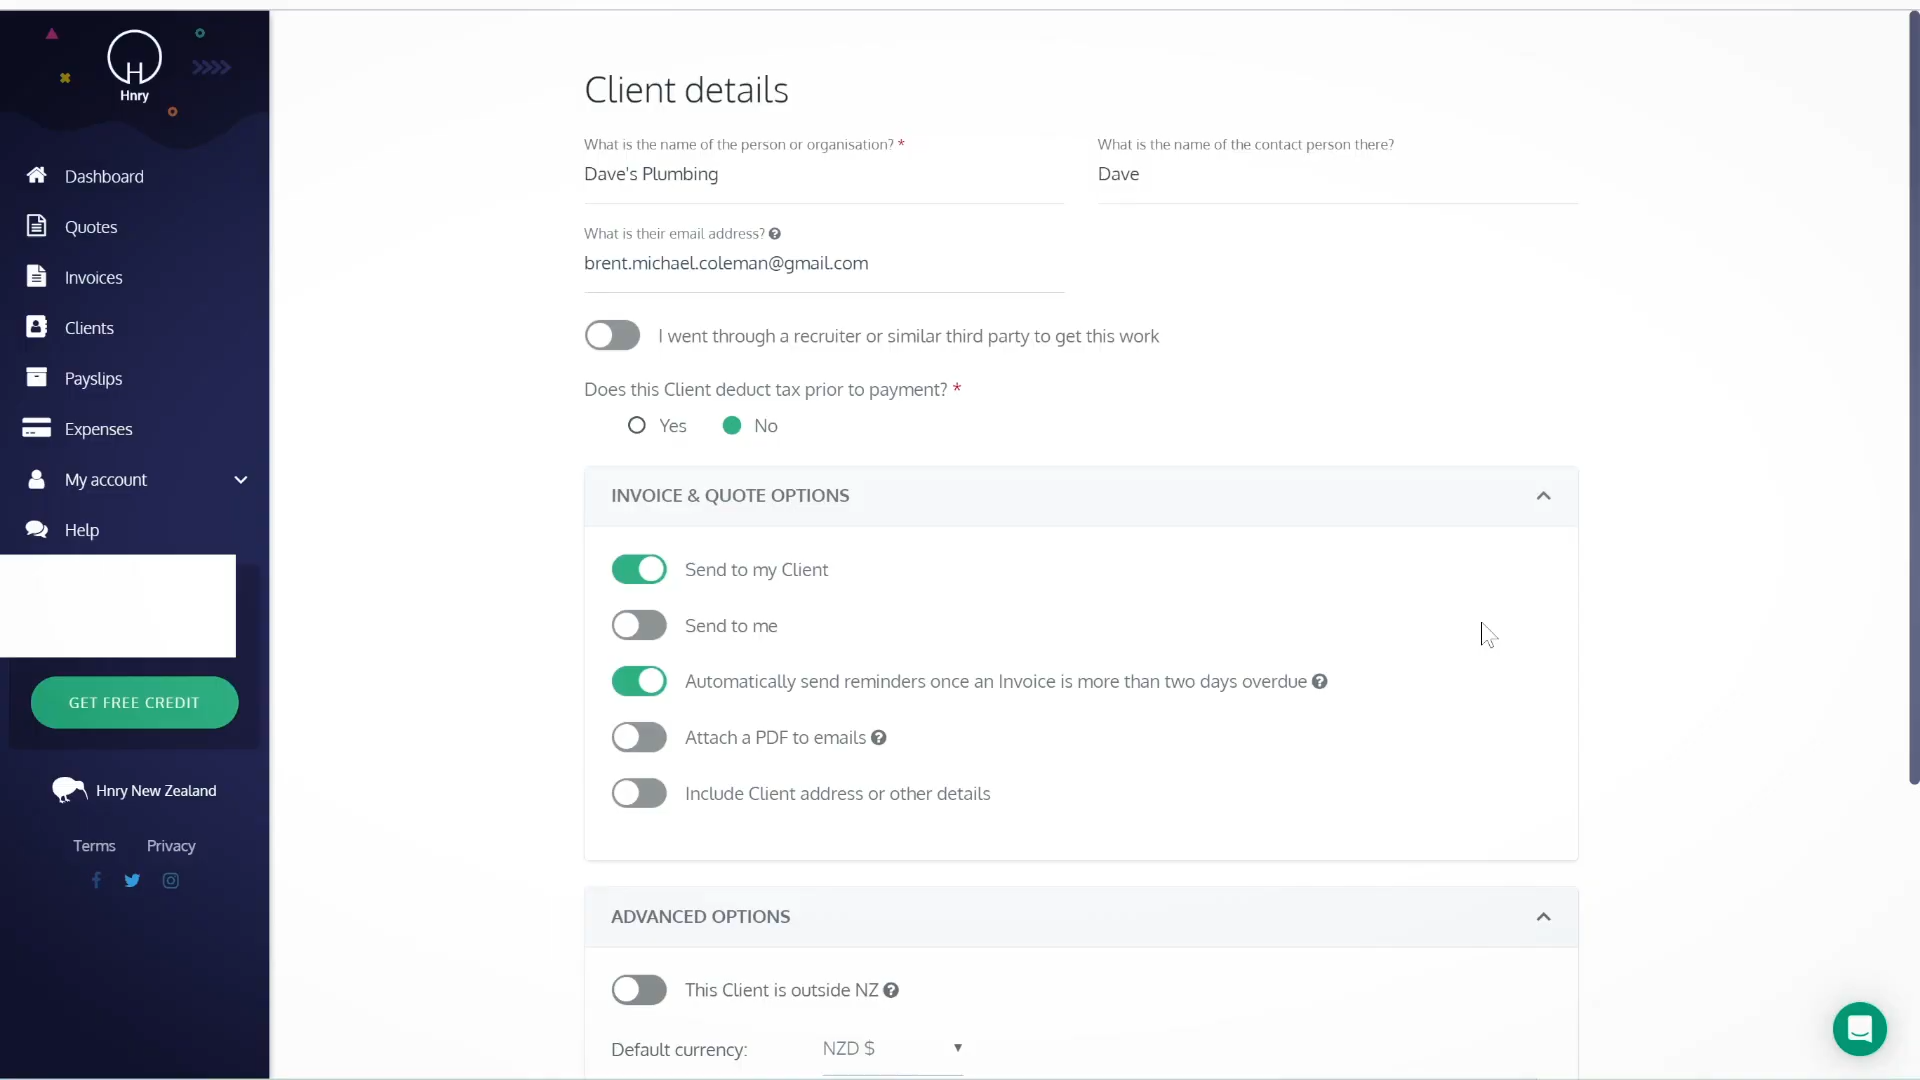 H
Hnry
Dashboard
Quotes
Invoices
Clients
Payslips
Expenses
My account
Help
GET FREE CREDIT
Hnry New Zealand
Terms Privacy
Client details
What is the name of the person or organisation? *
Dave's Plumbing
What is the name of the contact person there?
Dave
What is their email address?
brent.michael.coleman@gmail.com
I went through a recruiter or similar third party to get this work
Does this Client deduct tax prior to payment? *
Yes No
INVOICE & QUOTE OPTIONS
Send to my Client
Send to me
Automatically send reminders once an Invoice is more than two days overdue
Attach a PDF to emails
Include Client address or other details
ADVANCED OPTIONS
This Client is outside NZ
Default currency: NZD $